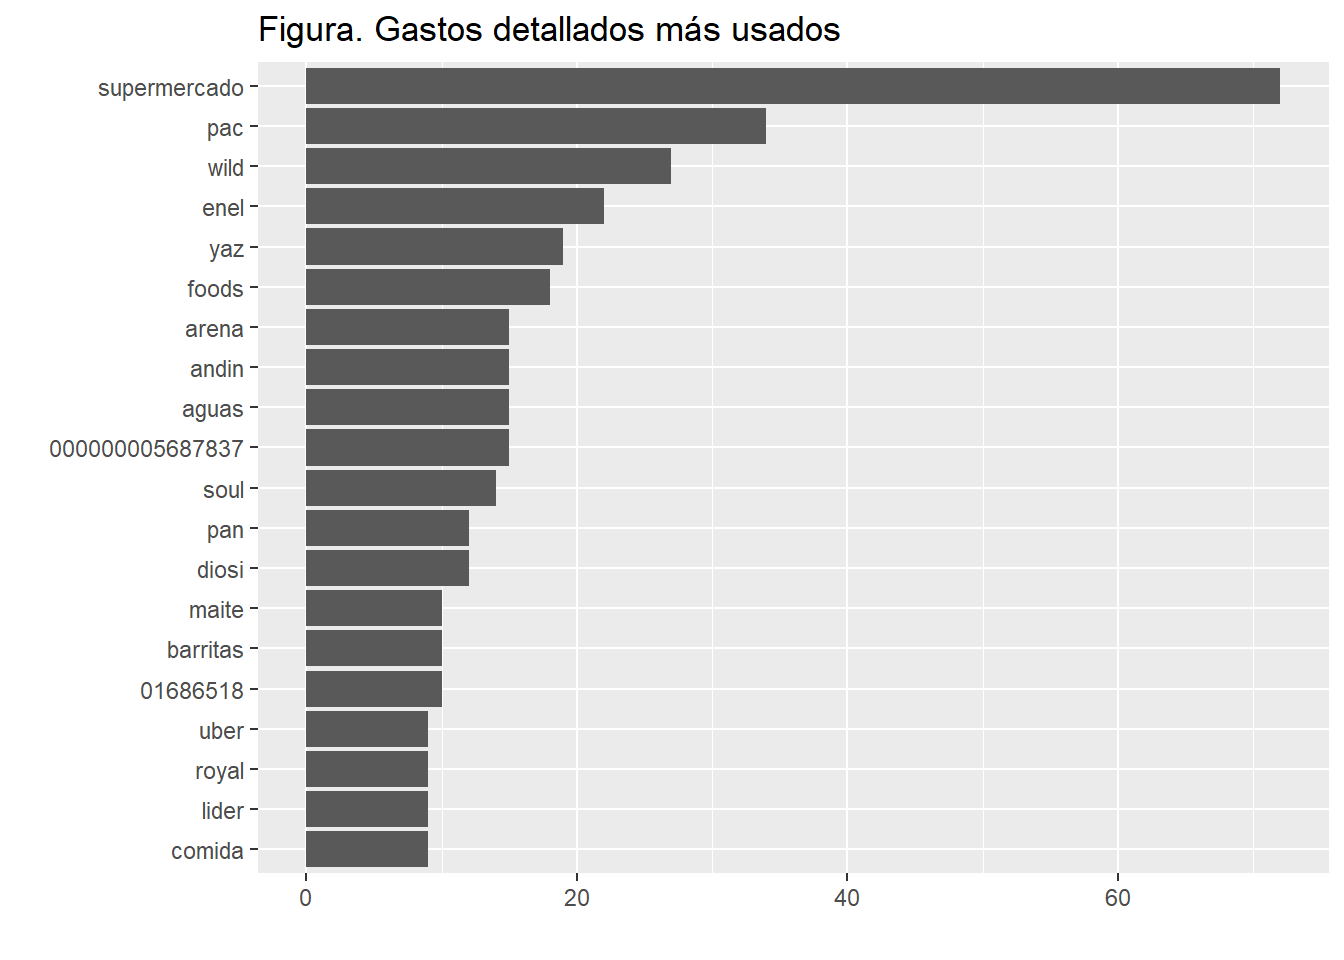 Figura. Gastos detallados más usados
supermercado
pac
wild
enel
yaz
foods
arena
andin
aguas
000000005687837
soul
pan
diosi
maite
barritas
01686518
uber
royal
lider
comida
0 20 40 60